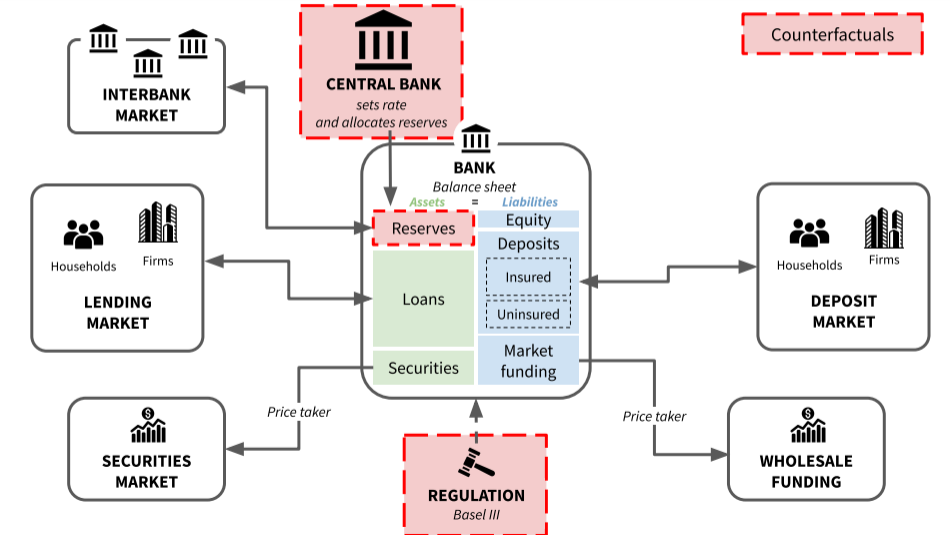 Counterfactuals
CENTRAL BANK
sets rate
and allocates reserves
INTERBANK
MARKET
BANK
Balance sheet
Assets = Liabilities
Reserves
Loans
Securities
Equity
Deposits
Insured
Uninsured
Market
funding
Households
Firms
LENDING
MARKET
Households
Firms
DEPOSIT
MARKET
Price taker
$
SECURITIES
MARKET
Price taker
$
WHOLESALE
FUNDING
REGULATION
Basel III